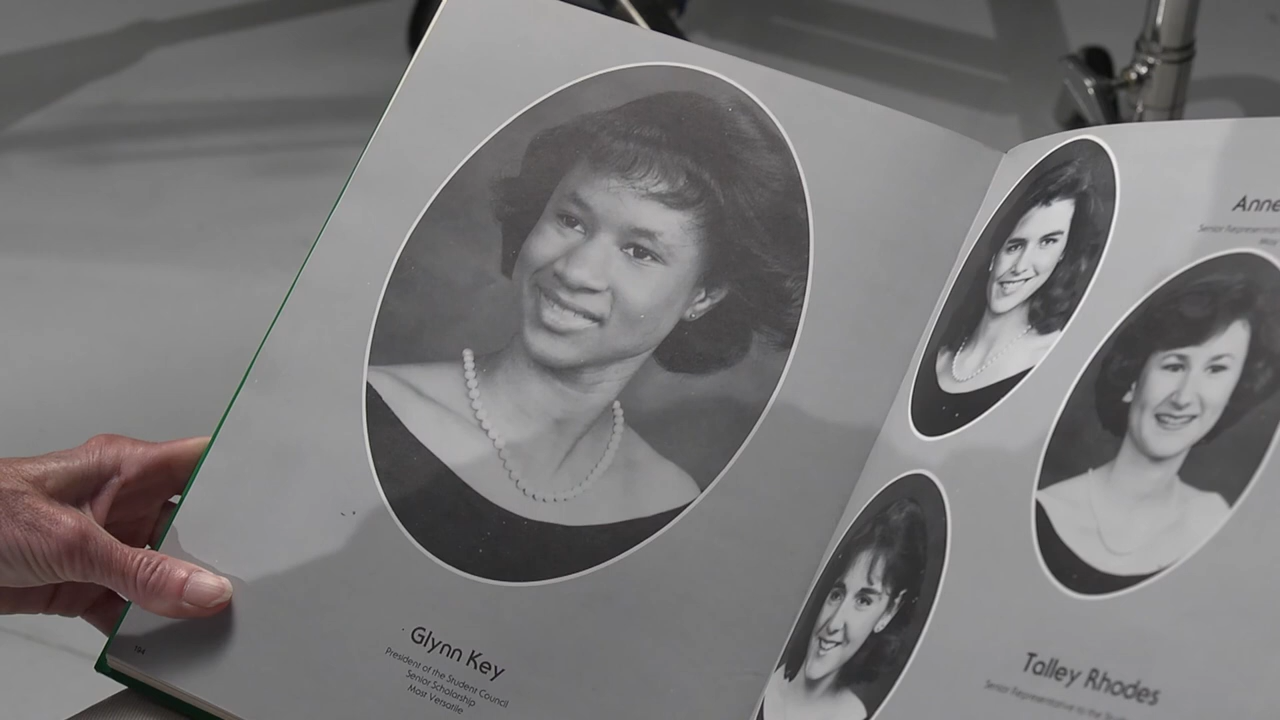 Glynn Key
President of the Student Council
Senior Scholarship
Most Versatile
194
Anne
Senior Representative
Talley Rhodes
Senior Representative to the